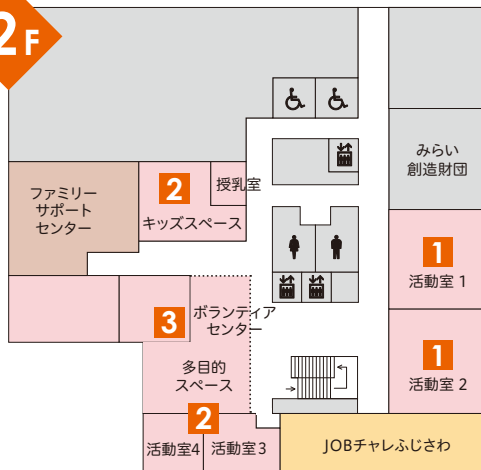 2F
みらい
創造財団
ファミリー
サポート
センター
2
授乳室
キッズスペース
1
活動室 1
3
ボランティア
センター
多目的
スペース
1
活動室 2
2
活動室4
活動室3
JOBチャレふじさわ